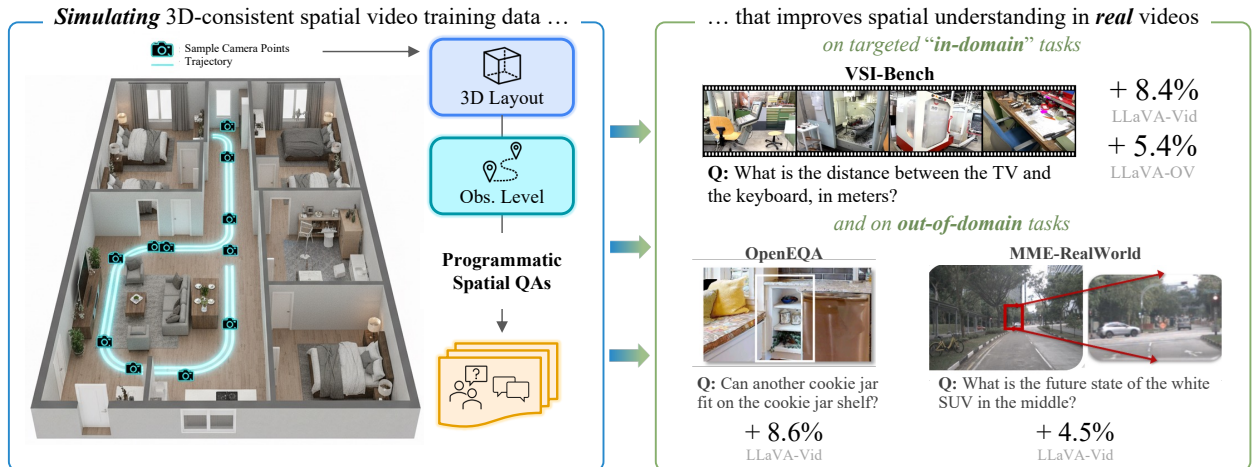 Simulating 3D-consistent spatial video training data ...
Sample Camera Points
Trajectory
3D Layout
Obs. Level
Programmatic
Spatial QAs
?
... that improves spatial understanding in real videos
on targeted “in-domain” tasks
VSI-Bench
+ 8.4%
LLaVA-Vid
+ 5.4%
LLaVA-OV
Q: What is the distance between the TV and
the keyboard, in meters?
and on out-of-domain tasks
OpenEQA
Q: Can another cookie jar
fit on the cookie jar shelf?
+ 8.6%
LLaVA-Vid
MME-RealWorld
Q: What is the future state of the white
SUV in the middle?
+ 4.5%
LLaVA-Vid